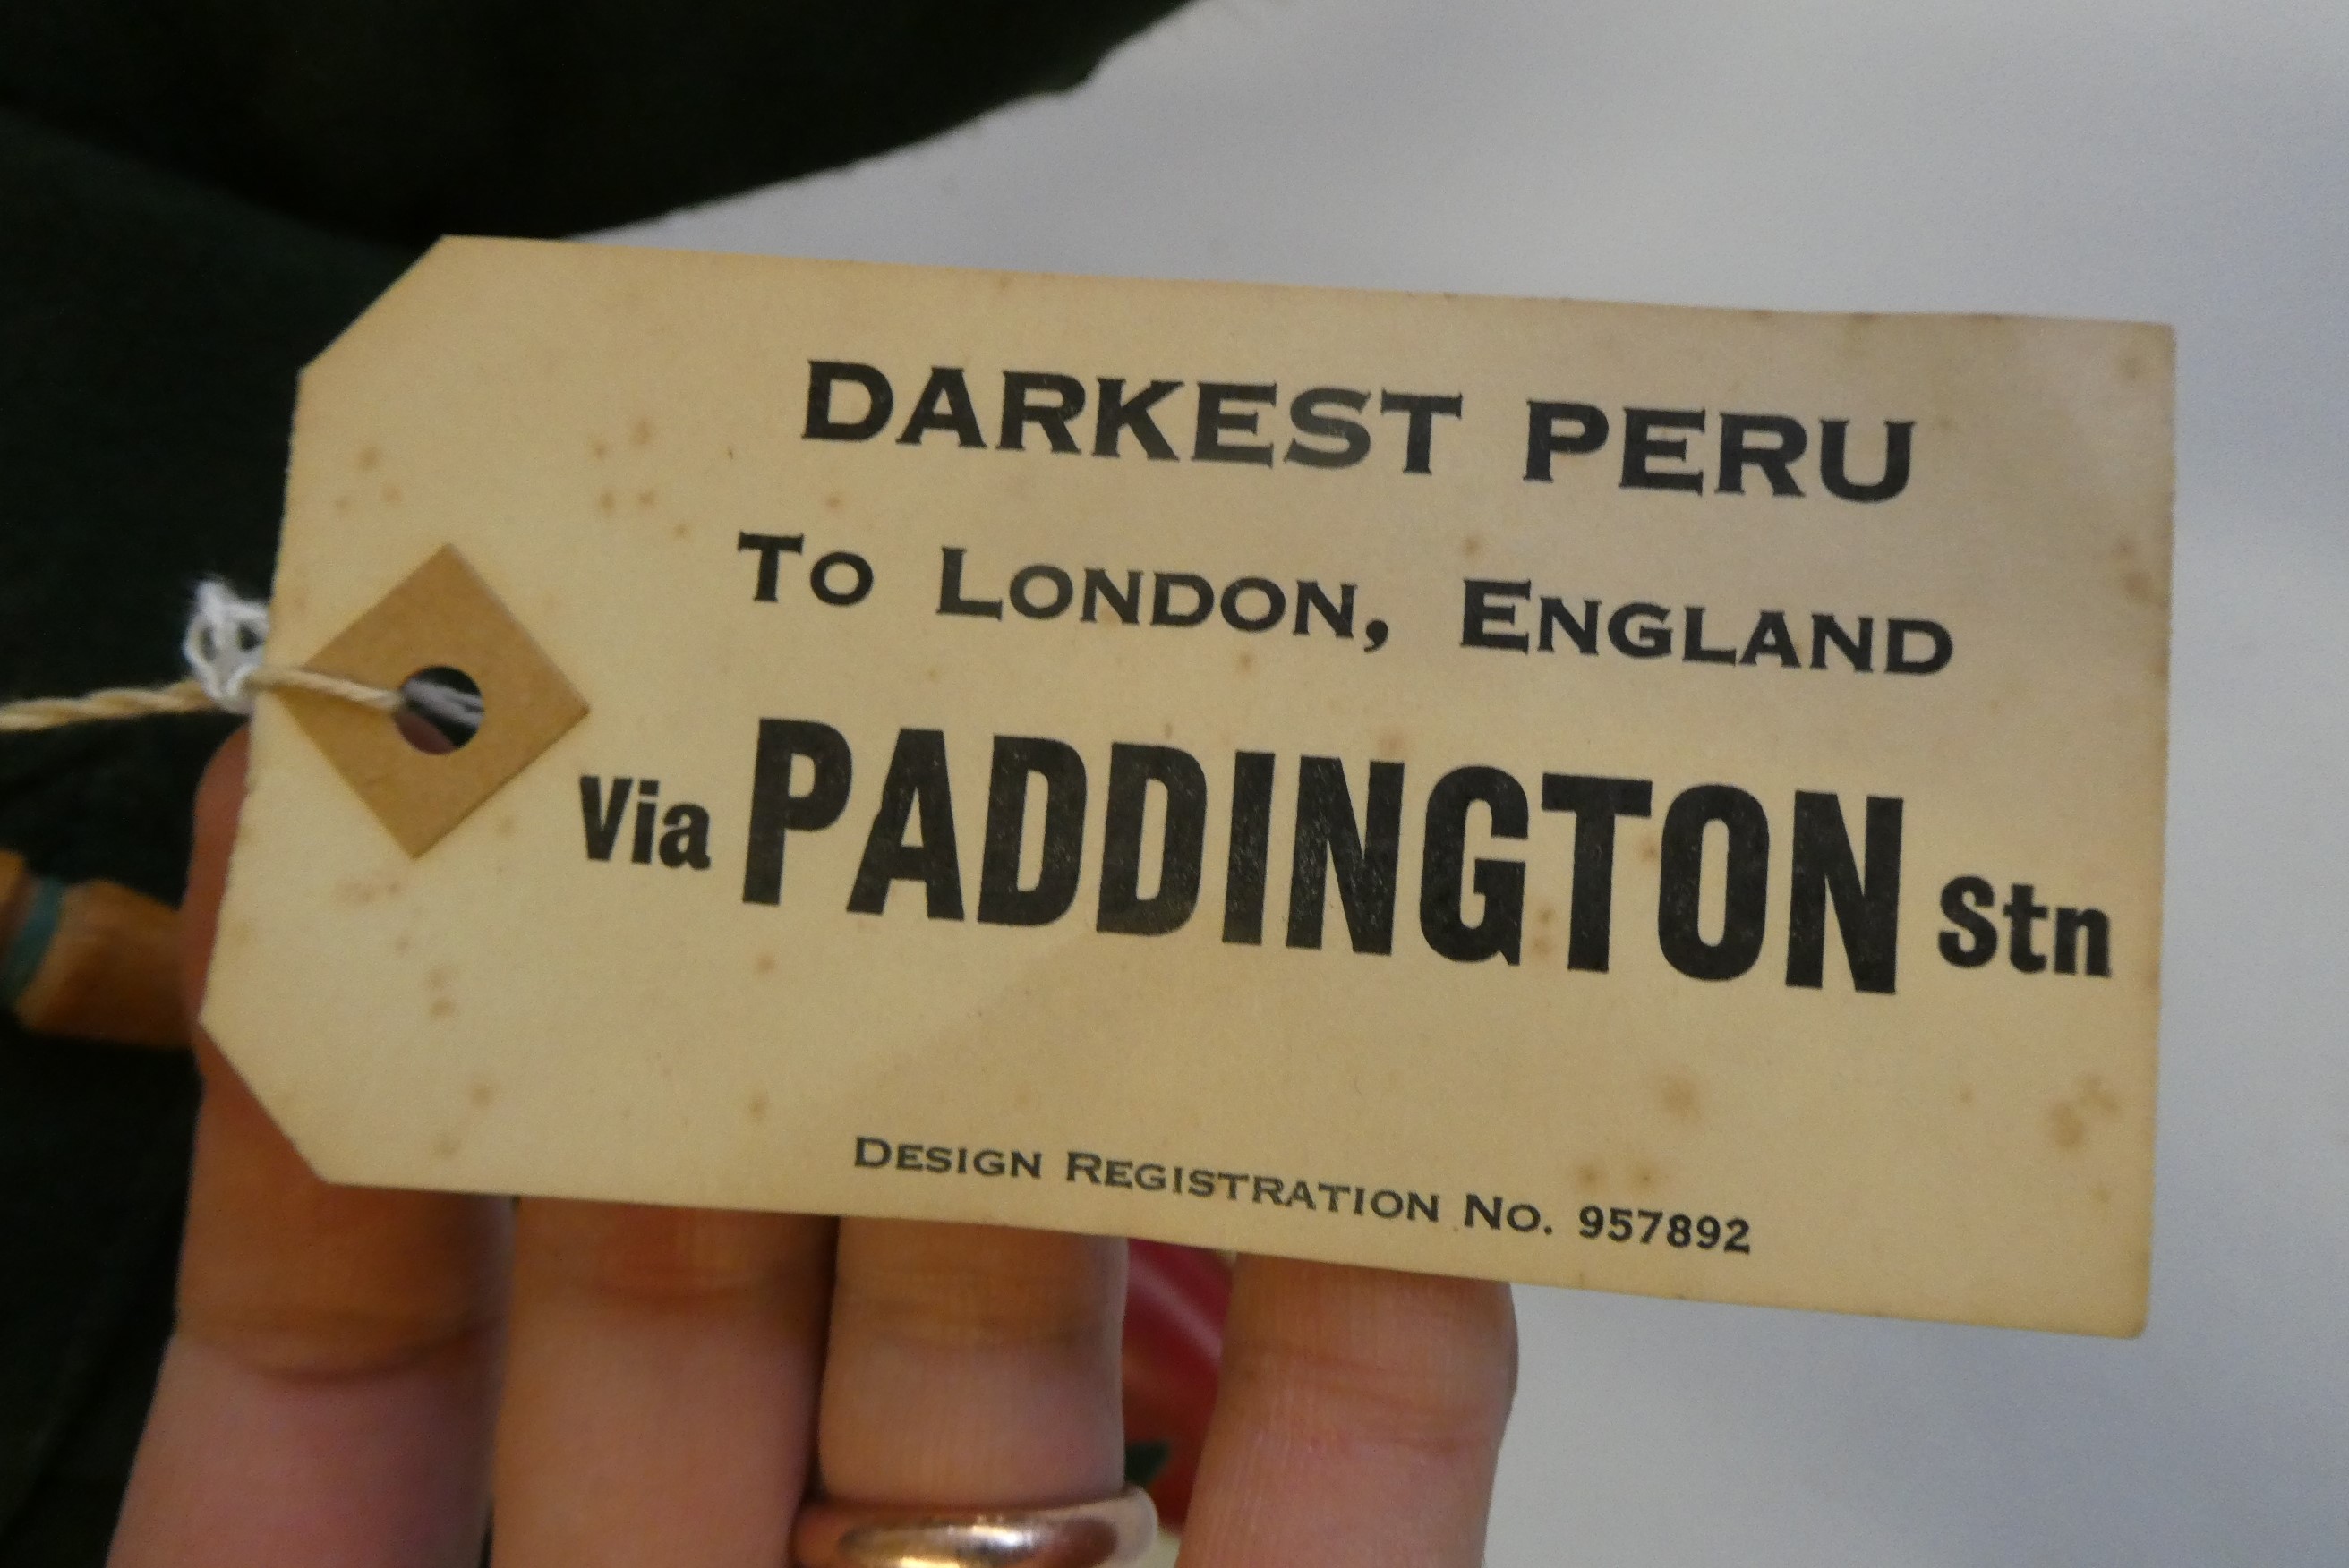 DARKEST PERU
TO LONDON, ENGLAND
Via PADDINGTON Stn
DESIGN REGISTRATION NO. 957892